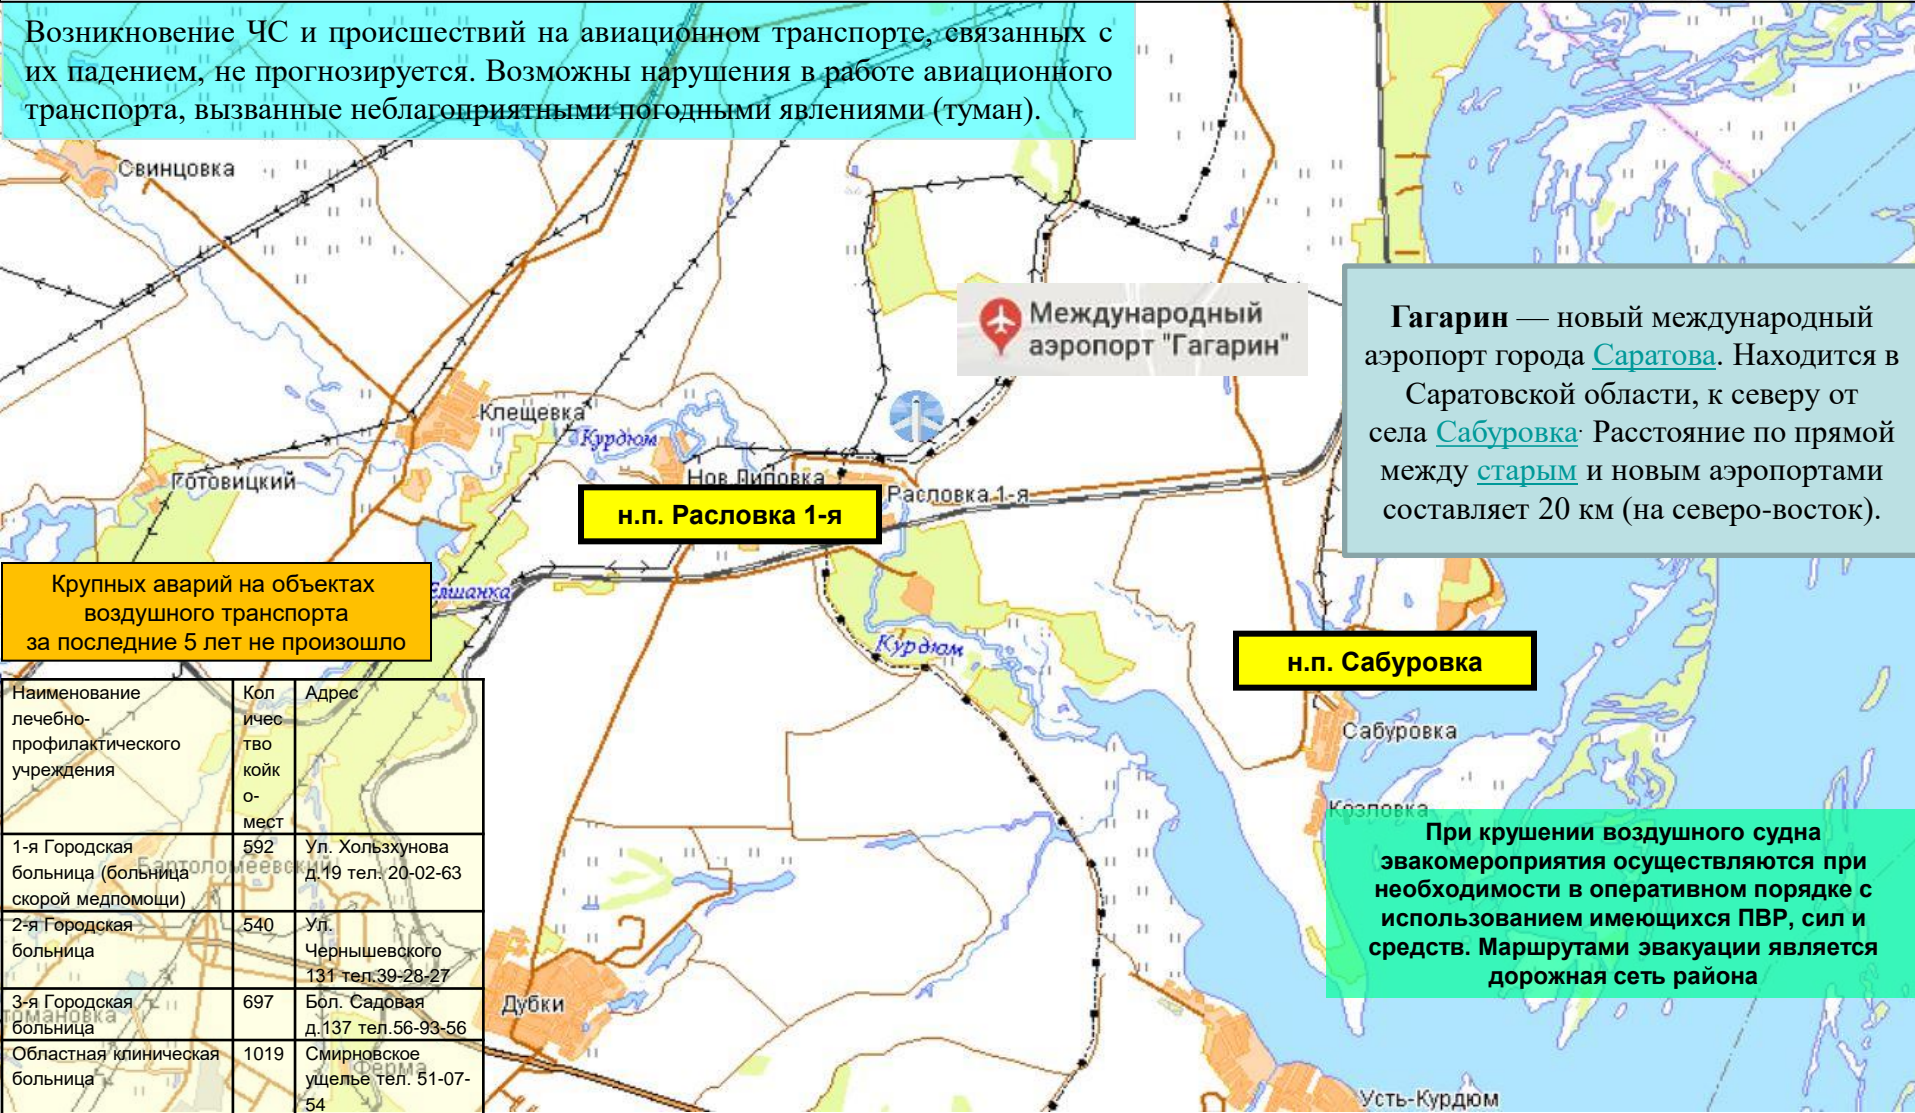 Возникновение ЧС и происшествий на авиационном транспорте, связанных с
их падением, не прогнозируется. Возможны нарушения в работе авиационного
транспорта, вызванные неблагоприятными погодными явлениями (туман).
Свинцовка
Международный
аэропорт "Гагарин"
Гагарин — новый международный
аэропорт города Саратова. Находится в
Саратовской области, к северу от
села Сабуровка. Расстояние по прямой
между старым и новым аэропортами
составляет 20 км (на северо-восток).
Клещевка
Курдюм
Готовицкий
Нов.Липовка
Расловка 1-я
н.п. Расловка 1-я
Крупных аварий на объектах
воздушного транспорта
за последние 5 лет не произошло
Елшанка
Курдюм
н.п. Сабуровка
Сабуровка
Козловка
Наименование
лечебно-
профилактического
учреждения
Кол
ичес
тво
койк
о-
мест
Адрес
1-я Городская
больница (больница
скорой медпомощи)
592
Ул. Хользхунова
д.19 тел. 20-02-63
Бартоломеевский
2-я Городская
больница
540
Ул.
Чернышевского
131 тел.39-28-27
3-я Городская
больница
697
Бол. Садовая
д.137 тел.56-93-56
Областная клиническая
больница
1019
Смирновское
ущелье тел. 51-07-
54
Ферма
Дубки
При крушении воздушного судна
эвакомероприятия осуществляются при
необходимости в оперативном порядке с
использованием имеющихся ПВР, сил и
средств. Маршрутами эвакуации является
дорожная сеть района
Усть-Курдюм